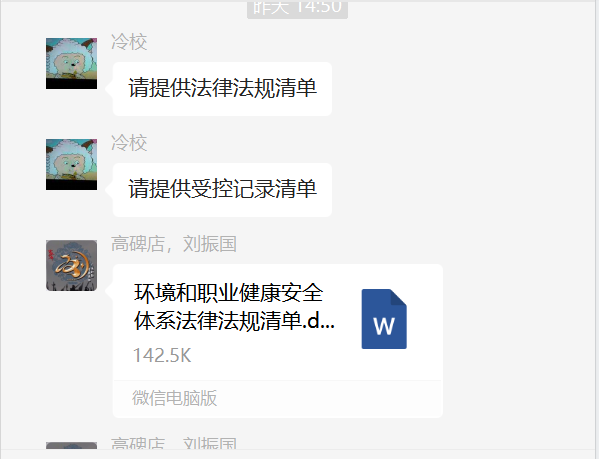 昨天 14:50
冷校
请提供法律法规清单
冷校
请提供受控记录清单
高碑店，刘振国
环境和职业健康安全
体系法律法规清单.d...
W
142.5K
微信电脑版
高碑店，刘振国